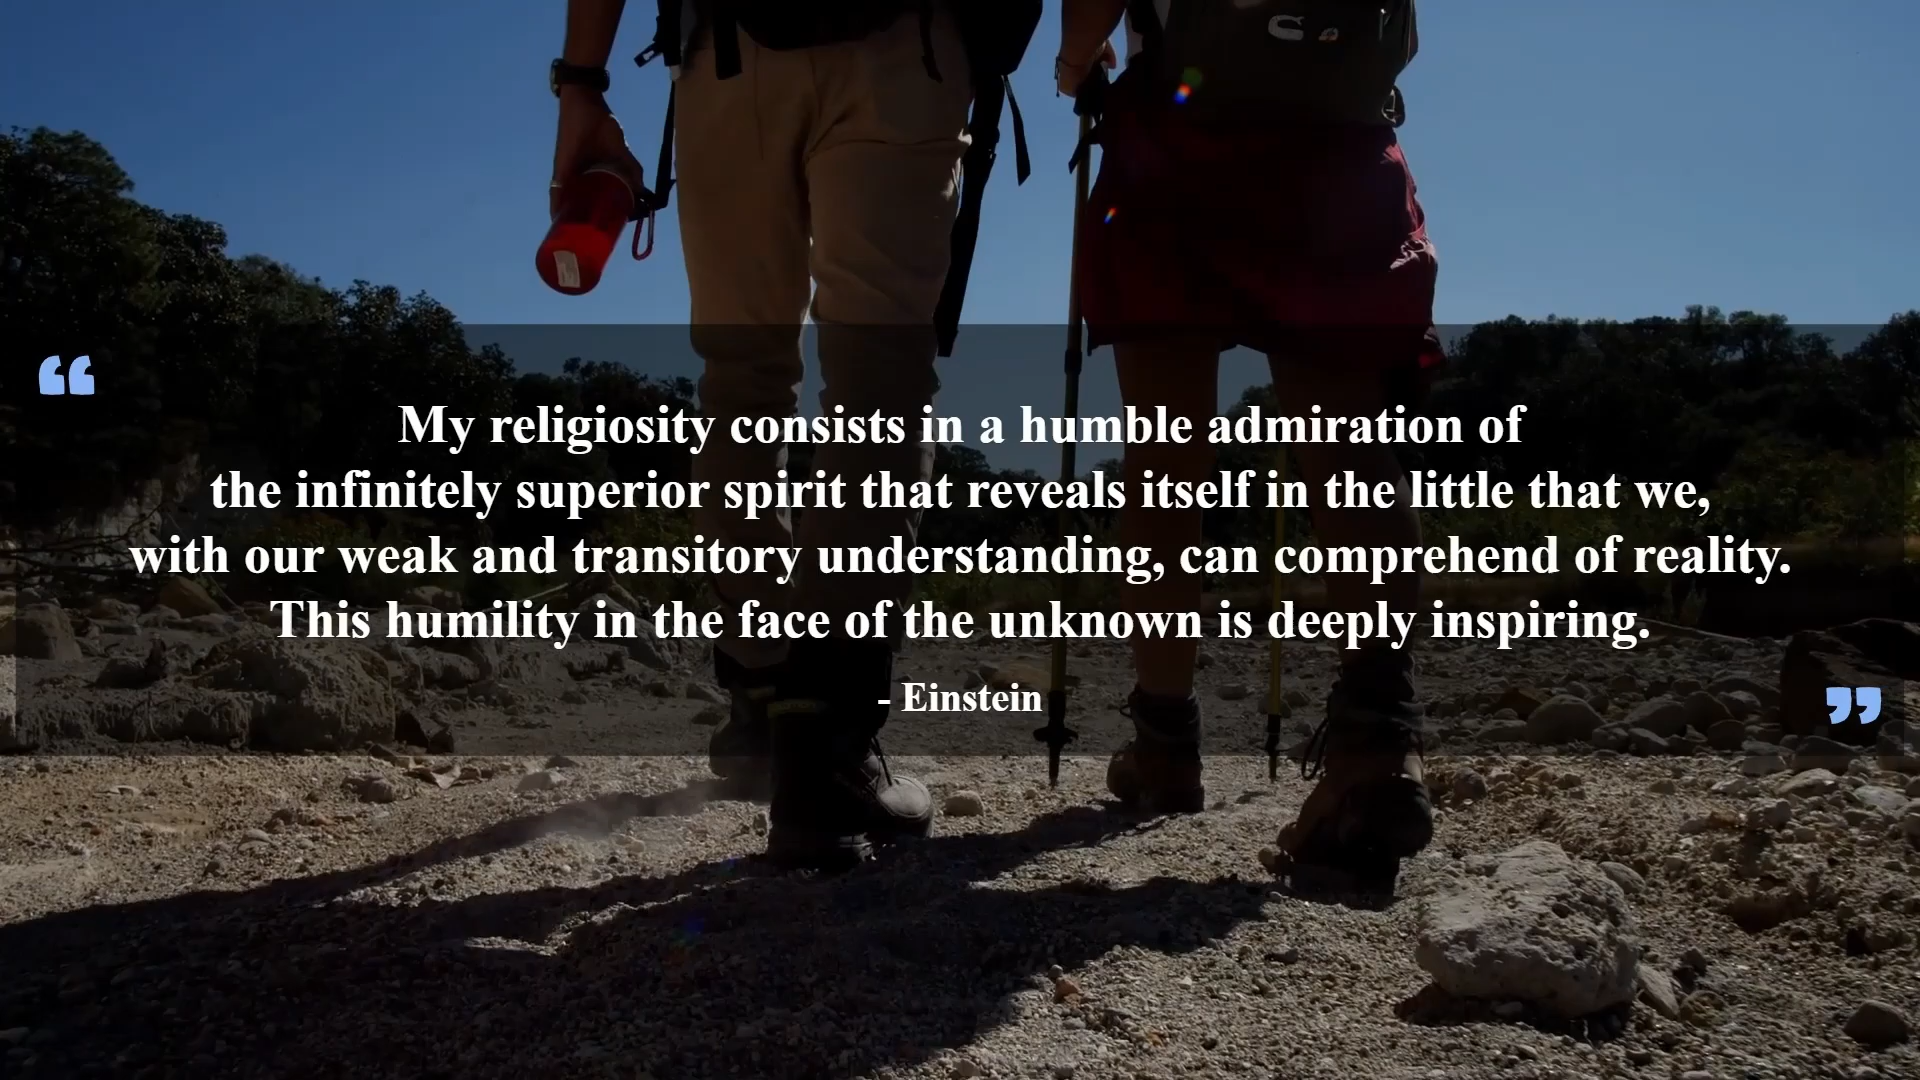 “
My religiosity consists in a humble admiration of
the infinitely superior spirit that reveals itself in the little that we,
with our weak and transitory understanding, can comprehend of reality.
This humility in the face of the unknown is deeply inspiring.
- Einstein
”